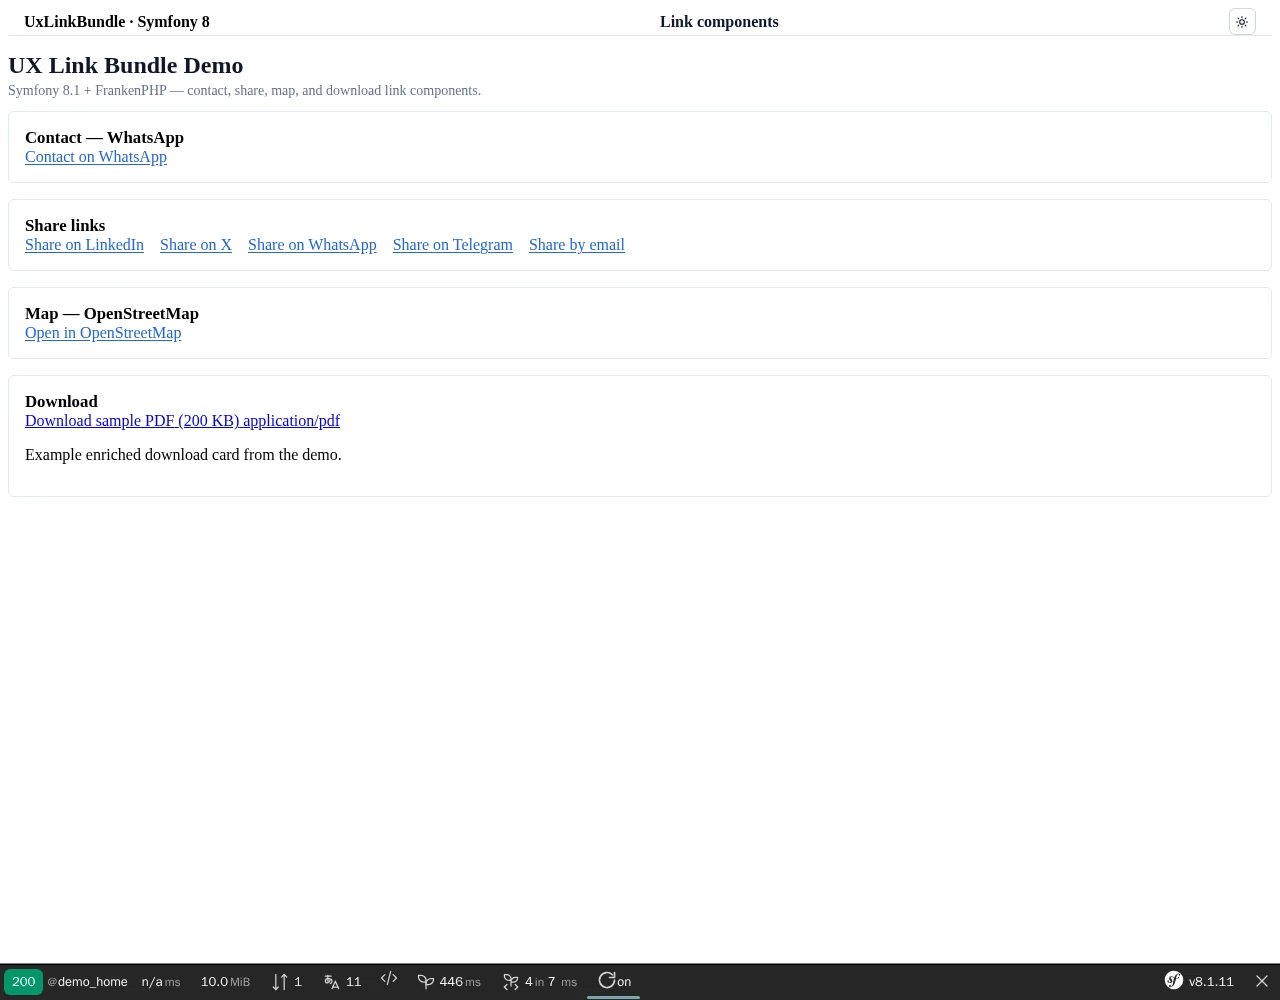 UxLinkBundle · Symfony 8 Link components
UX Link Bundle Demo
Symfony 8.1 + FrankenPHP — contact, share, map, and download link components.
Contact — WhatsApp
Contact on WhatsApp
Share links
Share on LinkedIn Share on X Share on WhatsApp Share on Telegram Share by email
Map — OpenStreetMap
Open in OpenStreetMap
Download
Download sample PDF (200 KB) application/pdf
Example enriched download card from the demo.
200 @demo_home n/a ms 10.0 MiB 1 11 446 ms 4 in 7 ms on v8.1.11